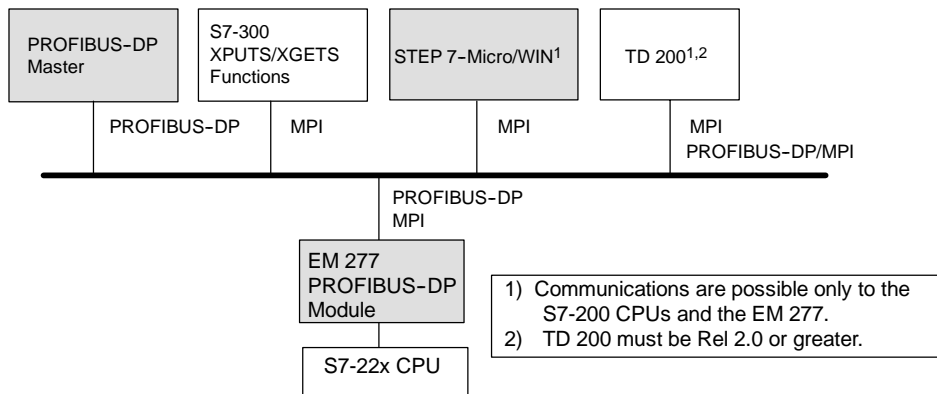 PROFIBUS-DP
Master
S7-300
XPUTS/XGETS
Functions
STEP 7-Micro/WIN¹
TD 200¹,²
PROFIBUS-DP
MPI
MPI
MPI
PROFIBUS-DP/MPI
PROFIBUS-DP
MPI
EM 277
PROFIBUS-DP
Module
S7-22x CPU
1) Communications are possible only to the
S7-200 CPUs and the EM 277.
2) TD 200 must be Rel 2.0 or greater.